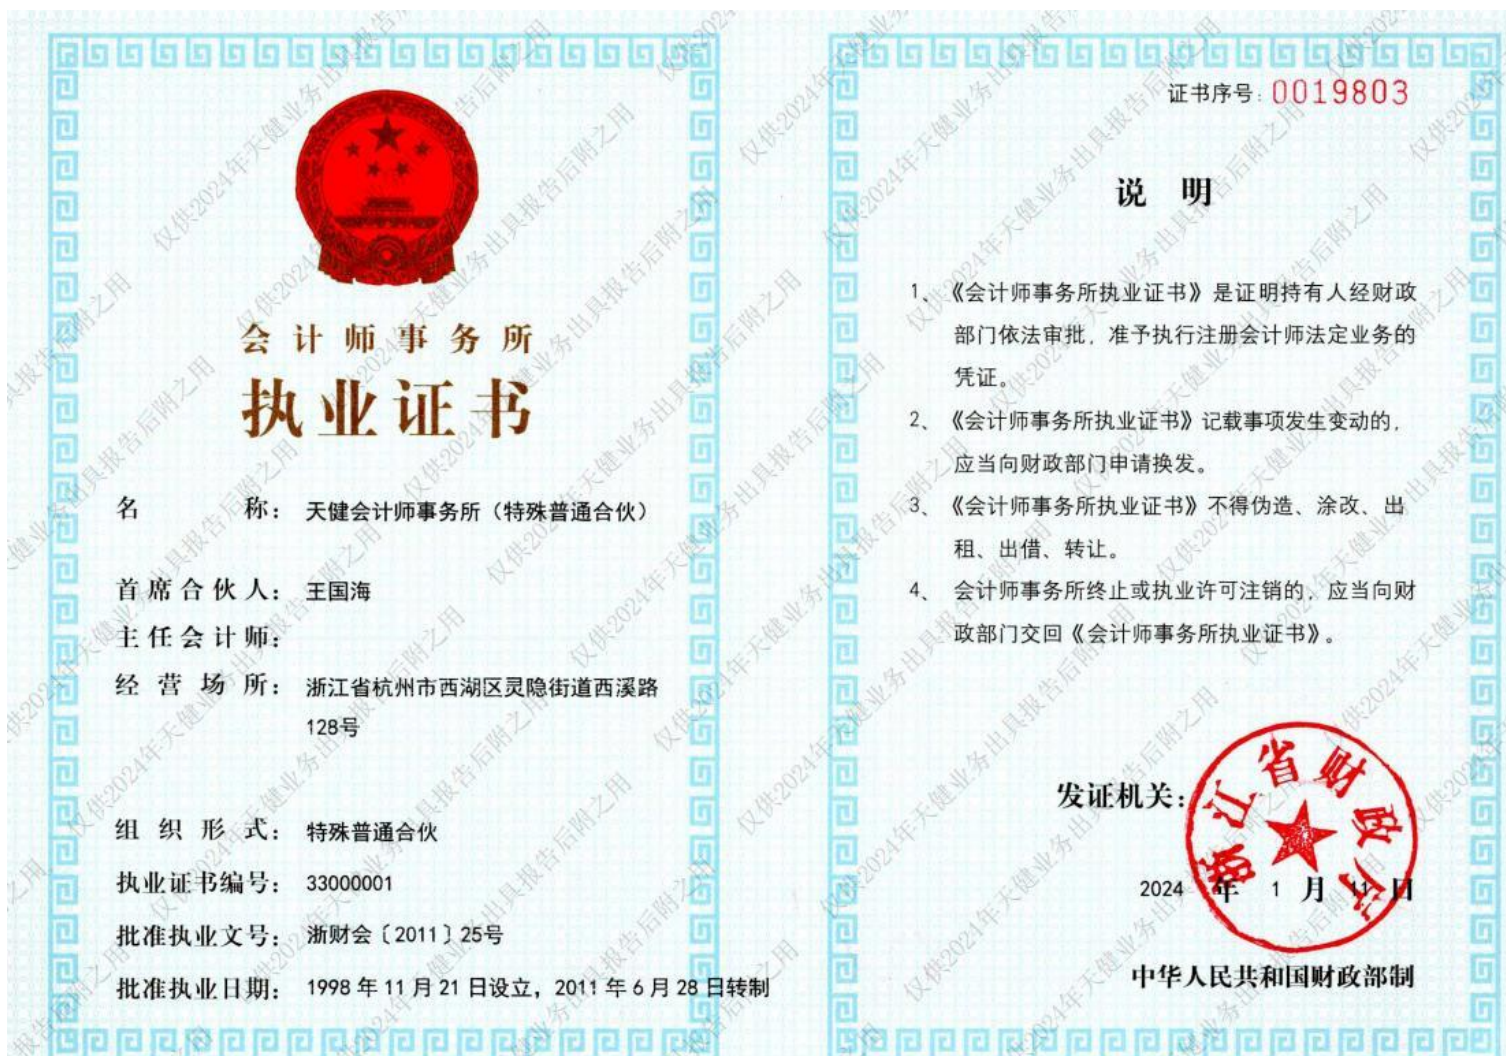 会计师事务所
执业证书
名称： 天健会计师事务所（特殊普通合伙）
首席合伙人： 王国海
主任会计师：
经营场所： 浙江省杭州市西湖区灵隐街道西溪路
128号
组织形式： 特殊普通合伙
执业证书编号： 33000001
批准执业文号： 浙财会〔2011〕25号
批准执业日期： 1998年11月21日设立，2011年6月28日转制
证书序号：0019803
说明
1、《会计师事务所执业证书》是证明持有人经财政
部门依法审批，准予执行注册会计师法定业务的
凭证。
2、《会计师事务所执业证书》记载事项发生变动的，
应当向财政部门申请换发。
3、《会计师事务所执业证书》不得伪造、涂改、出
租、出借、转让。
4、会计师事务所终止或执业许可注销的，应当向财
政部门交回《会计师事务所执业证书》。
发证机关：
浙江省财政厅
2024年1月11日
中华人民共和国财政部制
仅供2024年天健业务出具报告后附之用